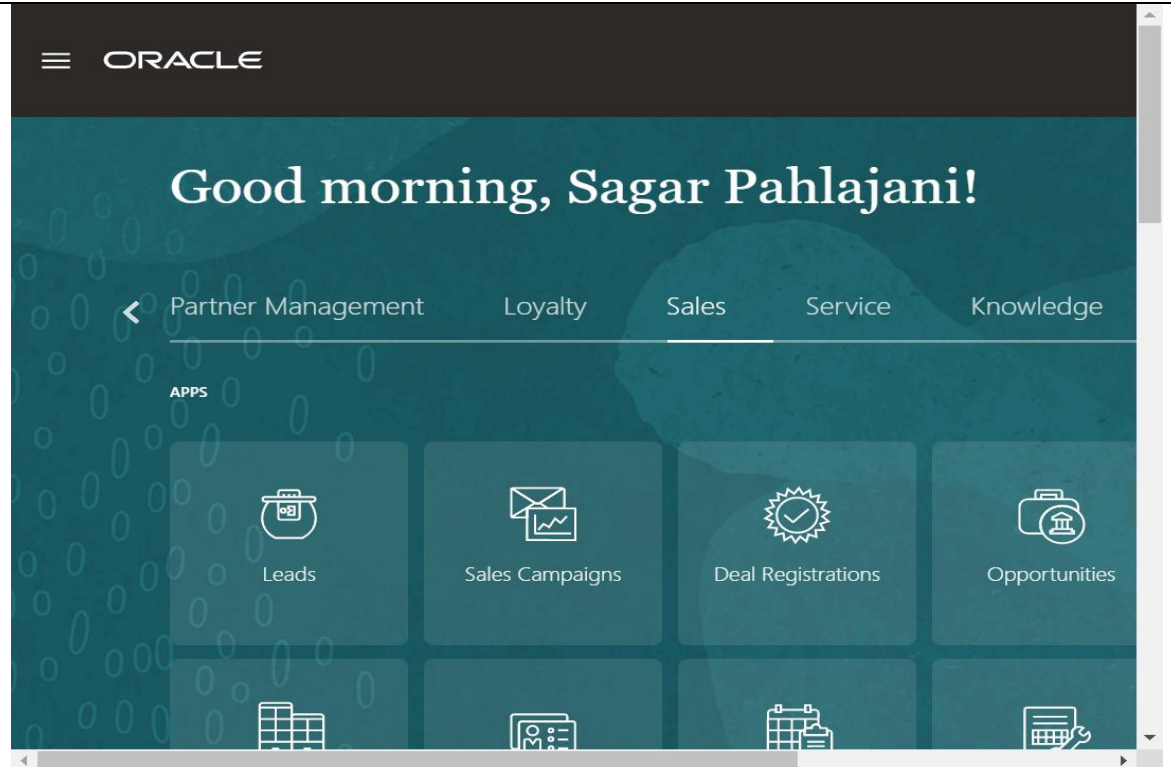 ORACLE
Good morning, Sagar Pahlajani!
Partner Management Loyalty Sales Service Knowledge
APPS
Leads Sales Campaigns Deal Registrations Opportunities